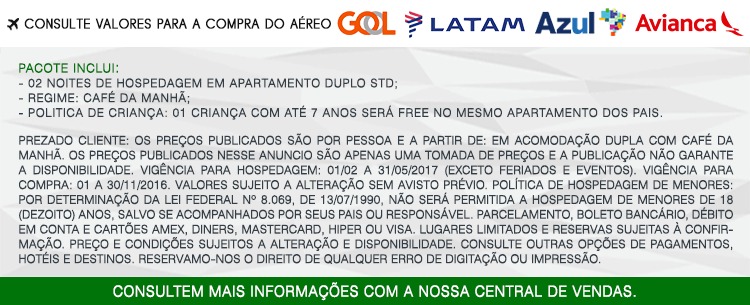 CONSULTE VALORES PARA A COMPRA DO AÉREO GOL LATAM Azul Avianca
PACOTE INCLUI:
- 02 NOITES DE HOSPEDAGEM EM APARTAMENTO DUPLO STD;
- REGIME: CAFÉ DA MANHÃ;
- POLITICA DE CRIANÇA: 01 CRIANÇA COM ATÉ 7 ANOS SERÁ FREE NO MESMO APARTAMENTO DOS PAIS.
PREZADO CLIENTE: OS PREÇOS PUBLICADOS SÃO POR PESSOA E A PARTIR DE: EM ACOMODAÇÃO DUPLA COM CAFÉ DA
MANHÃ. OS PREÇOS PUBLICADOS NESSE ANUNCIO SÃO APENAS UMA TOMADA DE PREÇOS E A PUBLICAÇÃO NÃO GARANTE
A DISPONIBILIDADE. VIGÊNCIA PARA HOSPEDAGEM: 01/02 A 31/05/2017 (EXCETO FERIADOS E EVENTOS). VIGÊNCIA PARA
COMPRA: 01 A 30/11/2016. VALORES SUJEITO A ALTERAÇÃO SEM AVISTO PRÉVIO. POLÍTICA DE HOSPEDAGEM DE MENORES:
POR DETERMINAÇÃO DA LEI FEDERAL Nº 8.069, DE 13/07/1990, NÃO SERÁ PERMITIDA A HOSPEDAGEM DE MENORES DE 18
(DEZOITO) ANOS, SALVO SE ACOMPANHADOS POR SEUS PAIS OU RESPONSÁVEL. PARCELAMENTO, BOLETO BANCÁRIO, DÉBITO
EM CONTA E CARTÕES AMEX, DINERS, MASTERCARD, HIPER OU VISA. LUGARES LIMITADOS E RESERVAS SUJEITAS À CONFIR-
MAÇÃO. PREÇO E CONDIÇÕES SUJEITOS A ALTERAÇÃO E DISPONIBILIDADE. CONSULTE OUTRAS OPÇÕES DE PAGAMENTOS,
HOTÉIS E DESTINOS. RESERVAMO-NOS O DIREITO DE QUALQUER ERRO DE DIGITAÇÃO OU IMPRESSÃO.
CONSULTEM MAIS INFORMAÇÕES COM A NOSSA CENTRAL DE VENDAS.